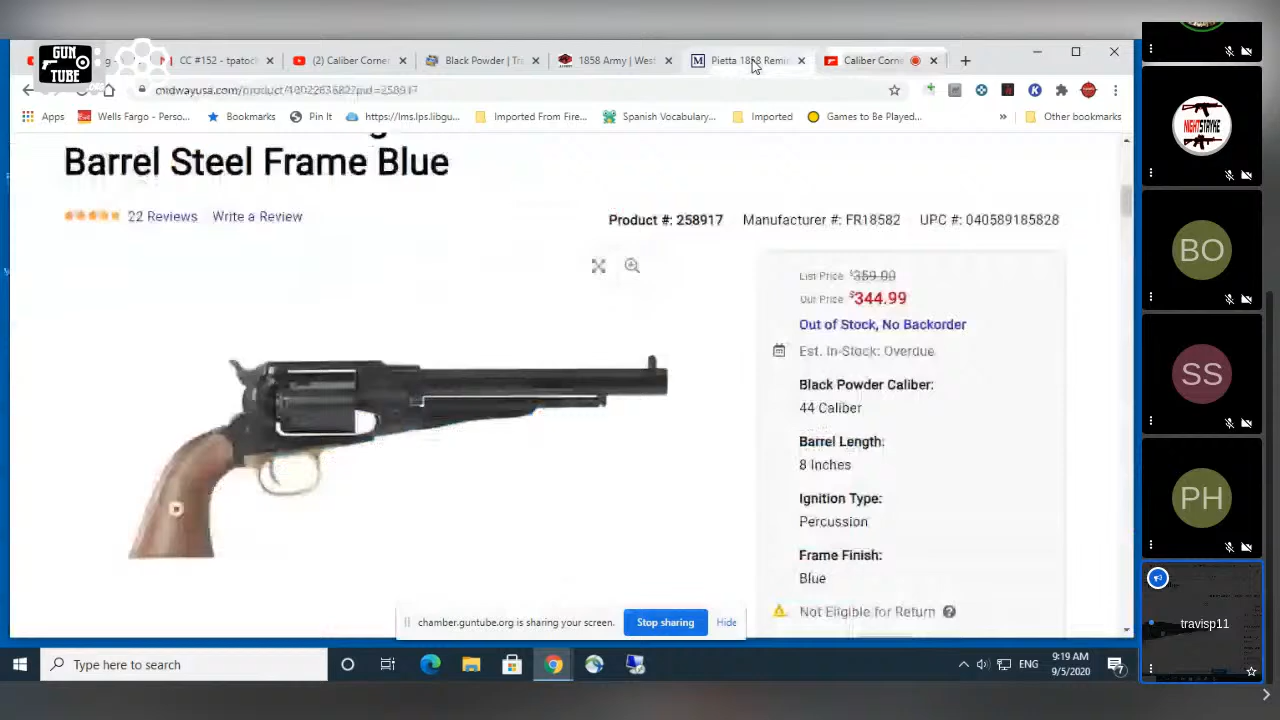 GUN
TUBE
CC #152 - tpatoch
(2) Caliber Corner
Black Powder | Tr
1858 Army | West
Pietta 1858 Remi
Caliber Corne
midwayusa.com/product/1002263582?pid=258917
Apps
Wells Fargo - Perso...
Bookmarks
Pin It
https://lms.lps.libgu...
Imported From Fire...
Spanish Vocabulary...
Imported
Games to Be Played...
»
Other bookmarks
Barrel Steel Frame Blue
22 Reviews
Write a Review
Product #: 258917
Manufacturer #: FR18582
UPC #: 040589185828
List Price $359.00
Our Price $344.99
Out of Stock, No Backorder
Est. In-Stock: Overdue
Black Powder Caliber:
44 Caliber
Barrel Length:
8 Inches
Ignition Type:
Percussion
Frame Finish:
Blue
Not Eligible for Return
chamber.guntube.org is sharing your screen.
Stop sharing
Hide
Type here to search
ENG
9:19 AM
9/5/2020
7
NIGHTSTRYKE
BO
SS
PH
travisp11